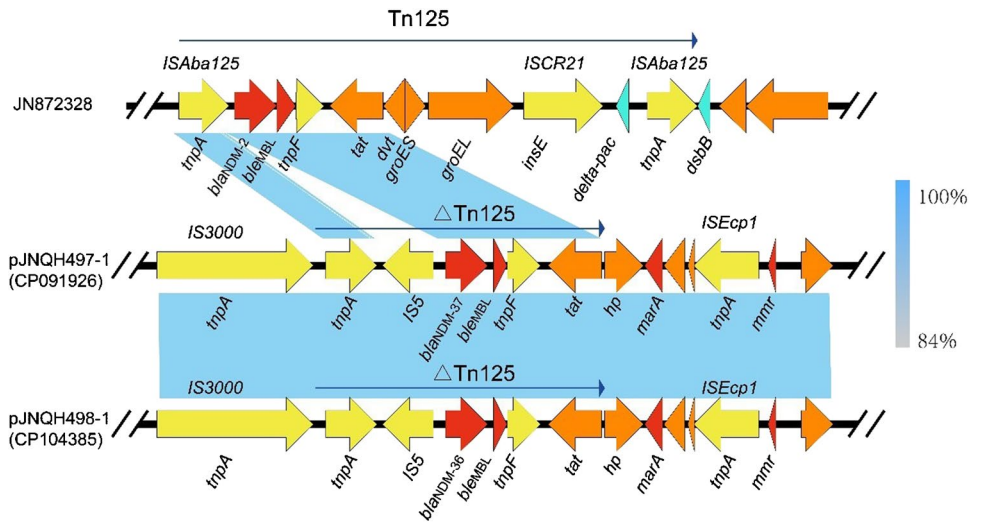 Tn125
ISAba125 ISCR21 ISAba125
JN872328
tnpA blaNDM-2 bleMBL tnpF tat dvt groES groEL insE delta-pac tnpA dsbB
△Tn125
IS3000 ISEcp1
100%
pJNQH497-1
(CP091926)
tnpA tnpA IS5 blaNDM-37 bleMBL tnpF tat hp marA tnpA mmr
84%
△Tn125
IS3000 ISEcp1
pJNQH498-1
(CP104385)
tnpA tnpA IS5 blaNDM-36 bleMBL tnpF tat hp marA tnpA mmr